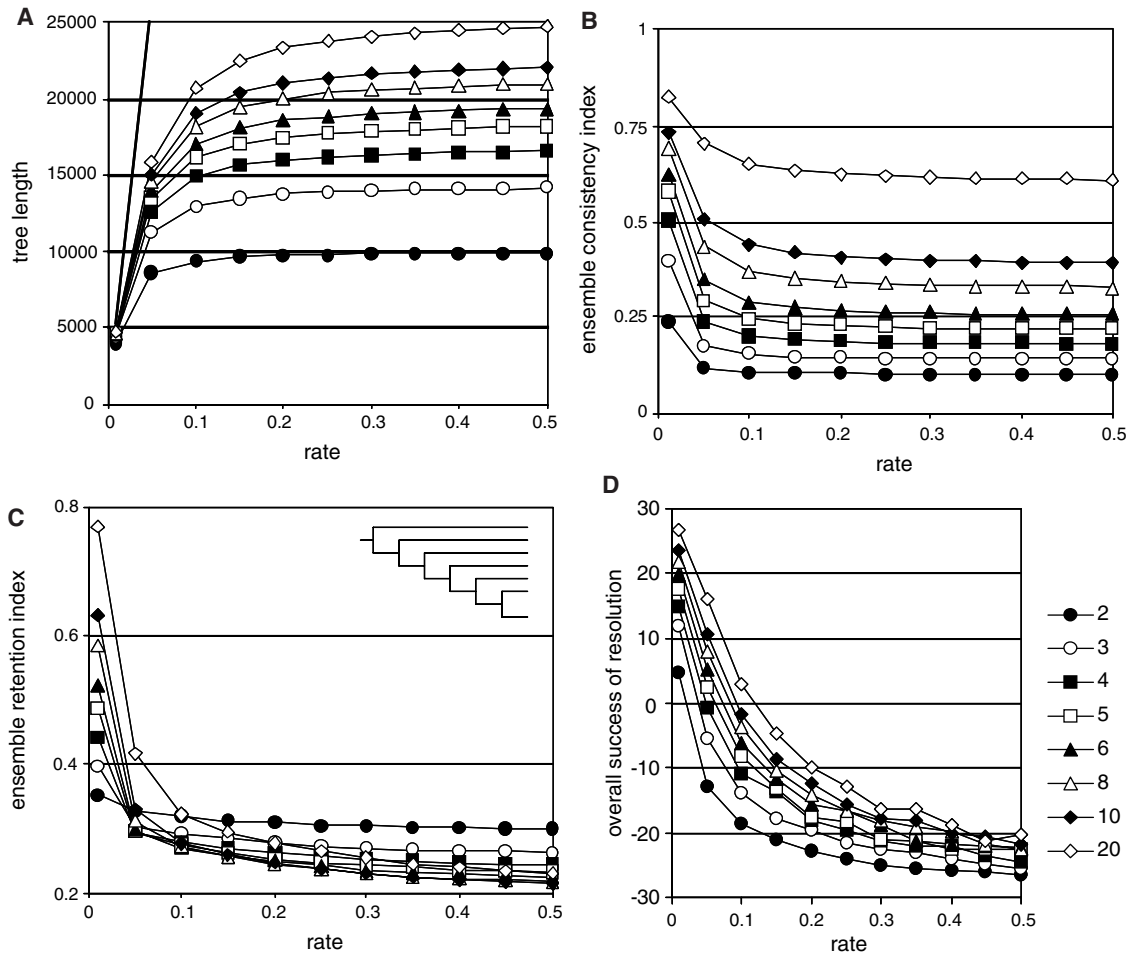 A
25000
20000
15000
10000
5000
0
tree length
0 0.1 0.2 0.3 0.4 0.5
rate
B
1
0.75
0.5
0.25
0
ensemble consistency index
0 0.1 0.2 0.3 0.4 0.5
rate
C
0.8
0.6
0.4
0.2
ensemble retention index
0 0.1 0.2 0.3 0.4 0.5
rate
D
30
20
10
0
-10
-20
-30
overall success of resolution
0 0.1 0.2 0.3 0.4 0.5
rate
2
3
4
5
6
8
10
20